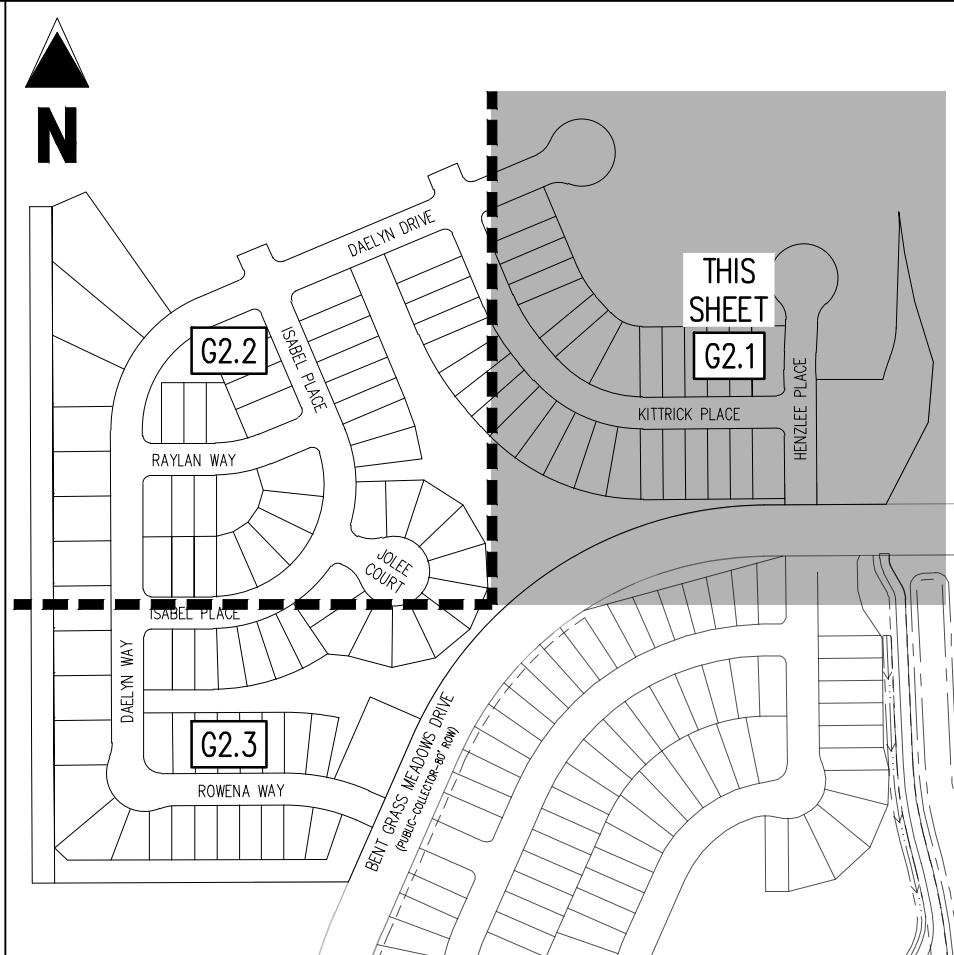 N
DAELYN DRIVE
THIS
SHEET
G2.1
G2.2
ISABEL PLACE
KITTRICK PLACE
HENZLEE PLACE
RAYLAN WAY
JOLEE
COURT
ISABEL PLACE
DAELYN WAY
G2.3
ROWENA WAY
BENT GRASS MEADOWS DRIVE
(PUBLIC-COLLECTOR-80' ROW)